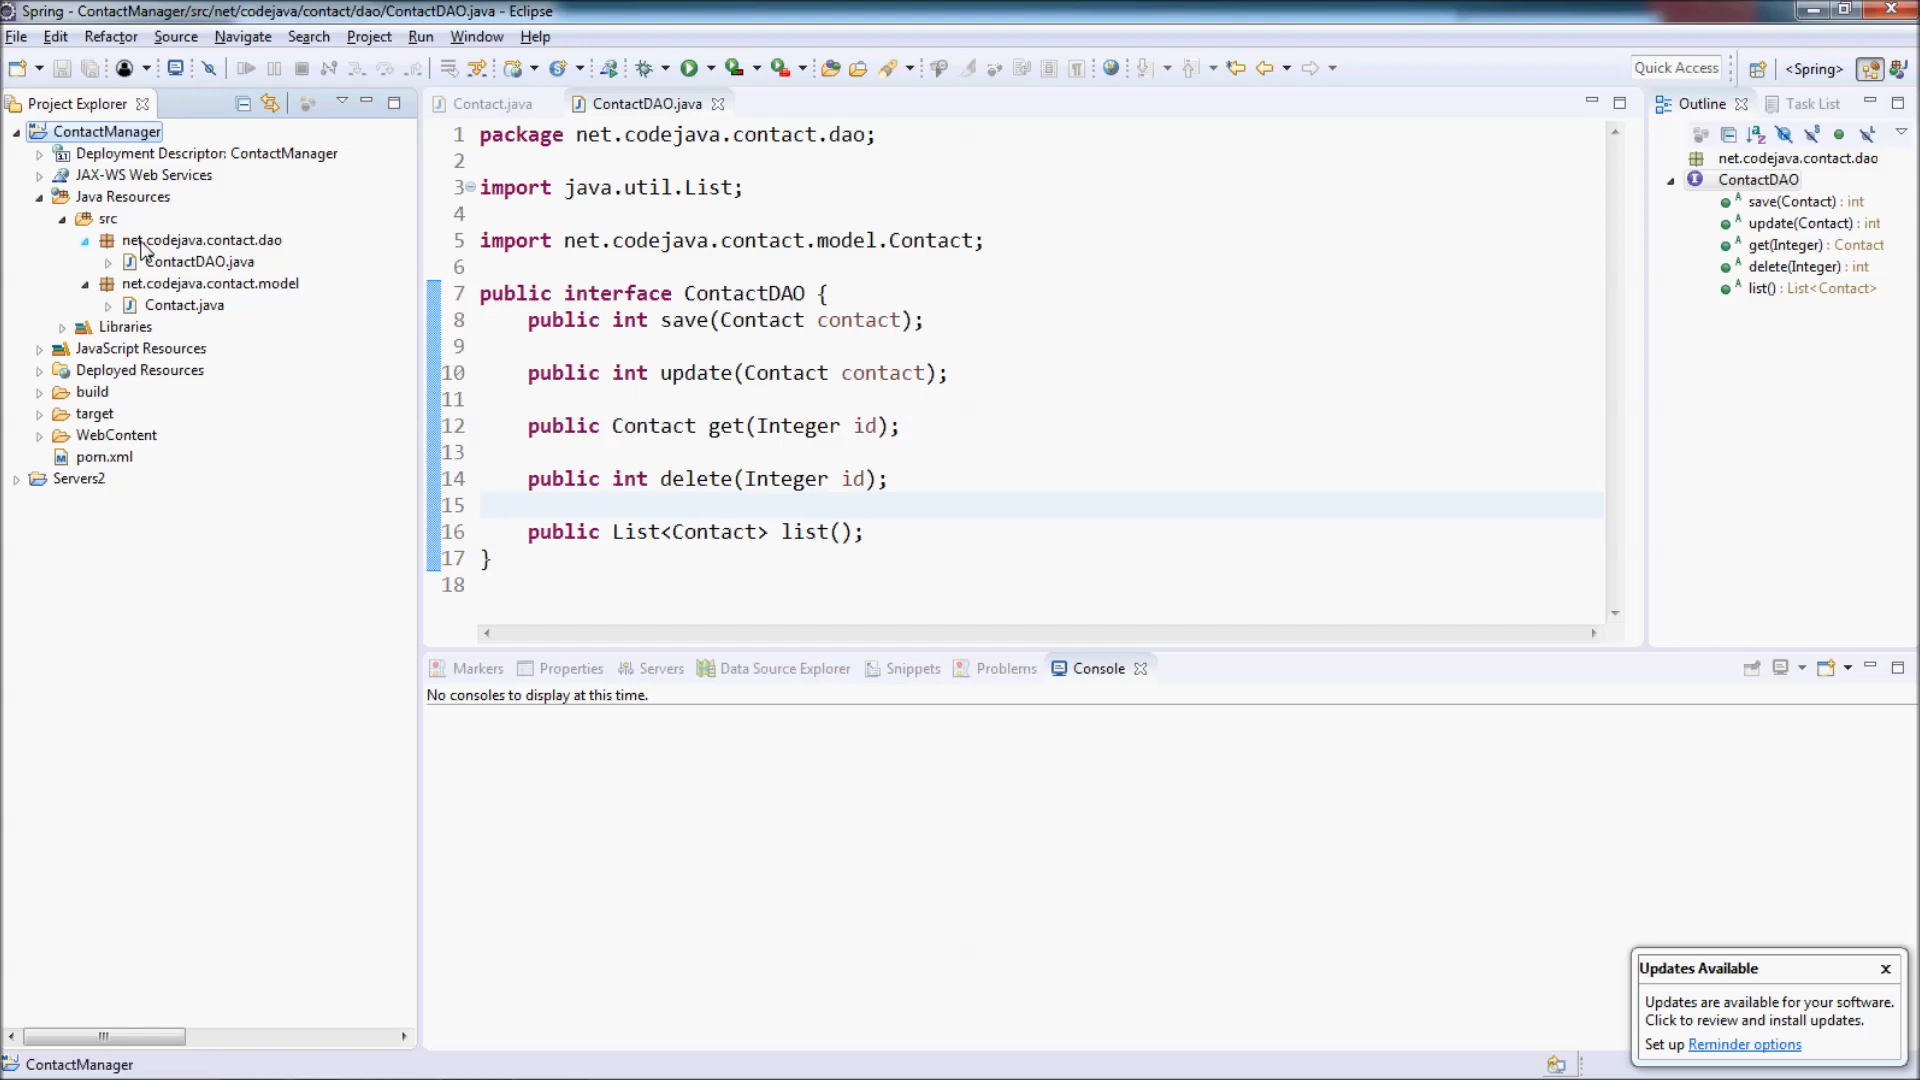 Spring - ContactManager/src/net/codejava/contact/dao/ContactDAO.java - Eclipse
File Edit Refactor Source Navigate Search Project Run Window Help
Quick Access <Spring>
Project Explorer
ContactManager
Deployment Descriptor: ContactManager
JAX-WS Web Services
Java Resources
src
net.codejava.contact.dao
ContactDAO.java
net.codejava.contact.model
Contact.java
Libraries
JavaScript Resources
Deployed Resources
build
target
WebContent
pom.xml
Servers2
Contact.java ContactDAO.java
1 package net.codejava.contact.dao;
2
3 import java.util.List;
4
5 import net.codejava.contact.model.Contact;
6
7 public interface ContactDAO {
8 public int save(Contact contact);
9
10 public int update(Contact contact);
11
12 public Contact get(Integer id);
13
14 public int delete(Integer id);
15
16 public List<Contact> list();
17 }
18
Outline Task List
net.codejava.contact.dao
ContactDAO
save(Contact) : int
update(Contact) : int
get(Integer) : Contact
delete(Integer) : int
list() : List<Contact>
Markers Properties Servers Data Source Explorer Snippets Problems Console
No consoles to display at this time.
Updates Available
Updates are available for your software.
Click to review and install updates.
Set up Reminder options
ContactManager